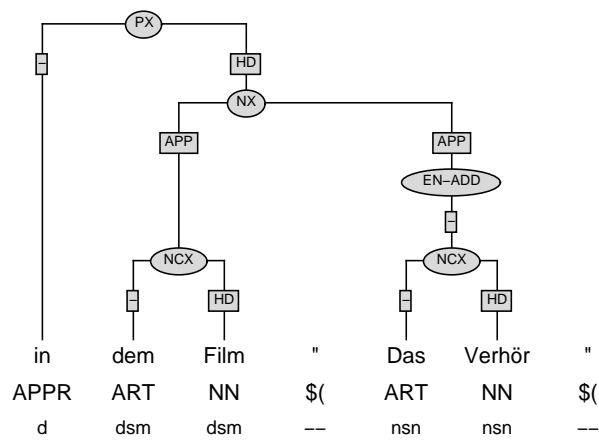 PX
– HD
NX
APP APP
EN–ADD
–
NCX NCX
– HD – HD
in dem Film " Das Verhör "
APPR ART NN $( ART NN $(
d dsm dsm –– nsn nsn ––